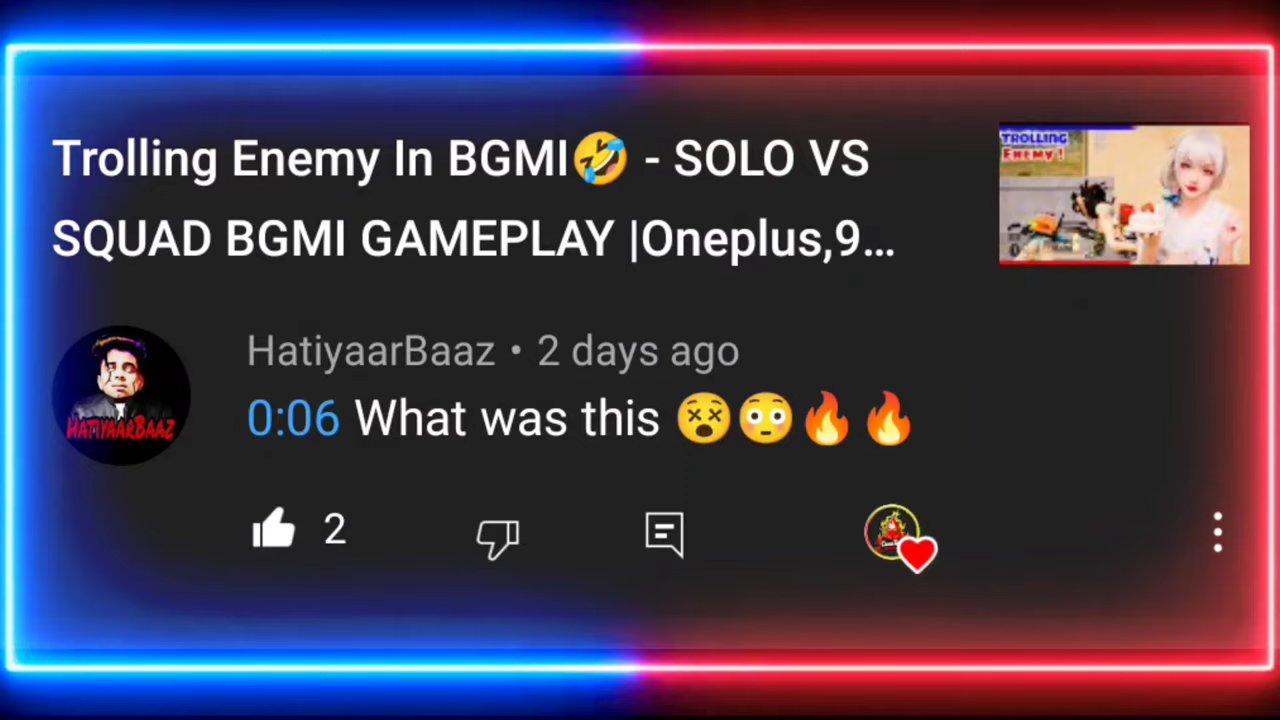 Trolling Enemy In BGMI🤣 - SOLO VS
SQUAD BGMI GAMEPLAY |Oneplus,9...
TROLLING
ENEMY !
HatiyaarBaaz • 2 days ago
0:06 What was this 😵😳🔥🔥
HATIYAARBAAZ
2